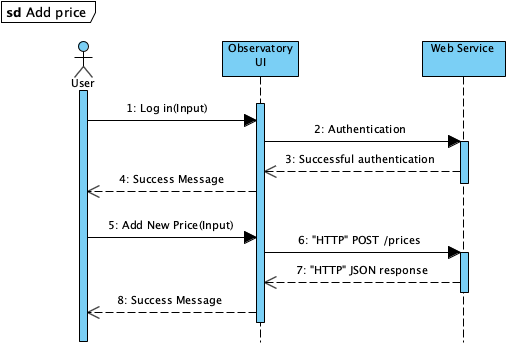 sd Add price
Observatory
UI
Web Service
User
1: Log in(Input)
2: Authentication
3: Successful authentication
4: Success Message
5: Add New Price(Input)
6: "HTTP" POST /prices
7: "HTTP" JSON response
8: Success Message